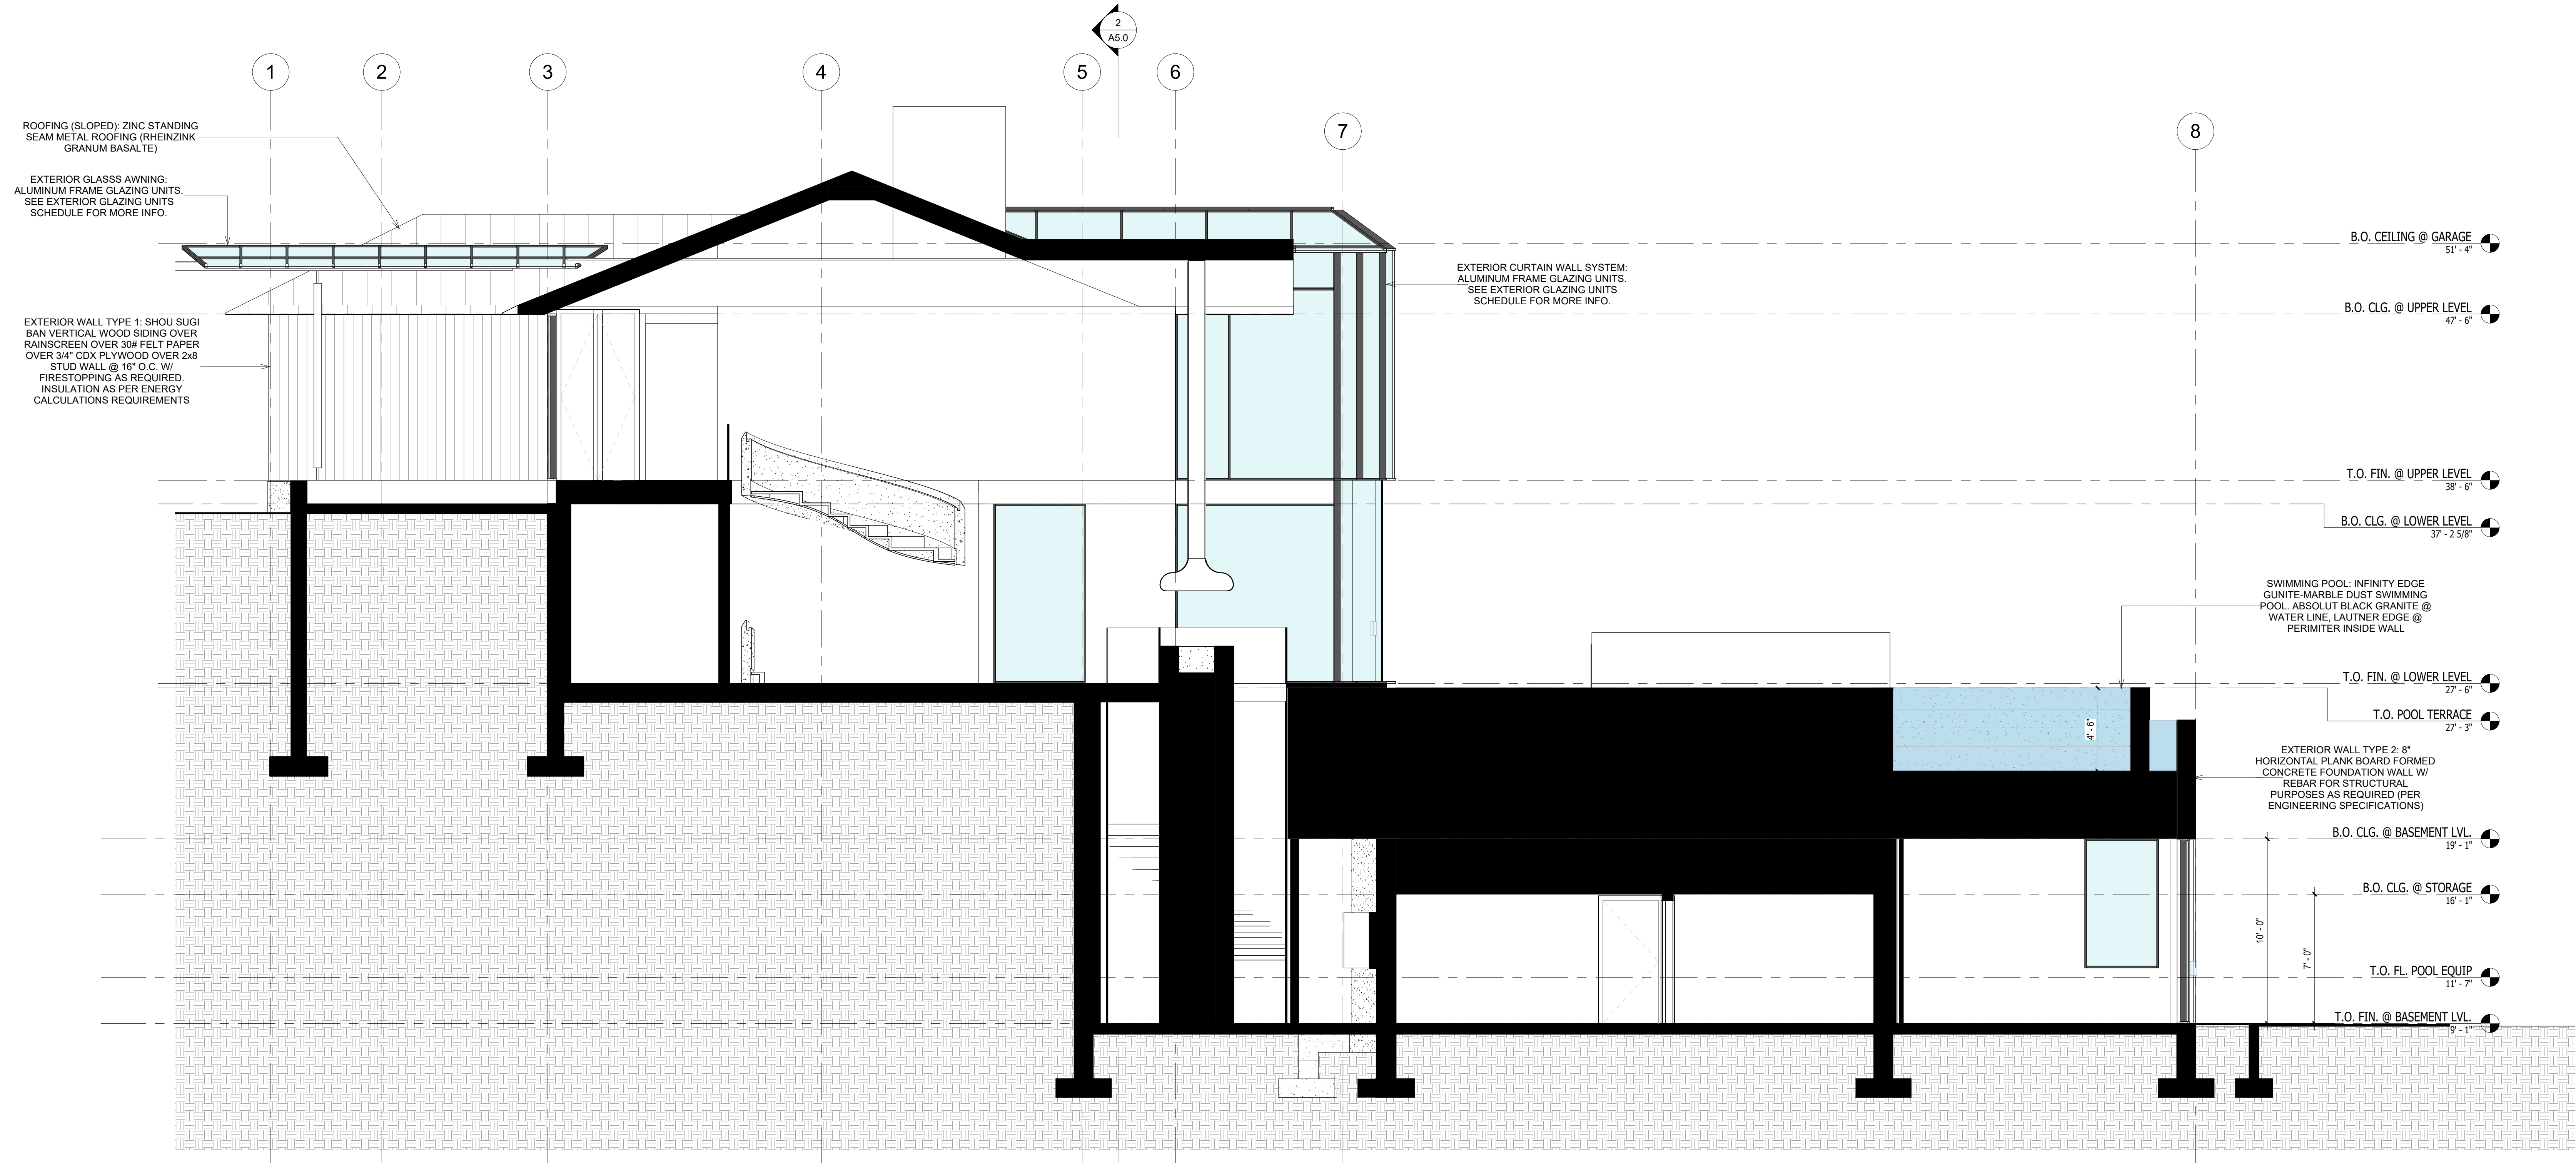 2
A5.0
1
2
3
4
5
6
7
8
ROOFING (SLOPED): ZINC STANDING
SEAM METAL ROOFING (RHEINZINK
GRANUM BASALTE)
EXTERIOR GLASSS AWNING:
ALUMINUM FRAME GLAZING UNITS.
SEE EXTERIOR GLAZING UNITS
SCHEDULE FOR MORE INFO.
EXTERIOR WALL TYPE 1: SHOU SUGI
BAN VERTICAL WOOD SIDING OVER
RAINSCREEN OVER 30# FELT PAPER
OVER 3/4" CDX PLYWOOD OVER 2x8
STUD WALL @ 16" O.C. W/
FIRESTOPPING AS REQUIRED.
INSULATION AS PER ENERGY
CALCULATIONS REQUIREMENTS
EXTERIOR CURTAIN WALL SYSTEM:
ALUMINUM FRAME GLAZING UNITS.
SEE EXTERIOR GLAZING UNITS
SCHEDULE FOR MORE INFO.
B.O. CEILING @ GARAGE
51' - 4"
B.O. CLG. @ UPPER LEVEL
47' - 6"
T.O. FIN. @ UPPER LEVEL
38' - 6"
B.O. CLG. @ LOWER LEVEL
37' - 2 5/8"
SWIMMING POOL: INFINITY EDGE
GUNITE-MARBLE DUST SWIMMING
POOL. ABSOLUT BLACK GRANITE @
WATER LINE, LAUTNER EDGE @
PERIMITER INSIDE WALL
T.O. FIN. @ LOWER LEVEL
27' - 6"
T.O. POOL TERRACE
27' - 3"
4' - 6"
EXTERIOR WALL TYPE 2: 8"
HORIZONTAL PLANK BOARD FORMED
CONCRETE FOUNDATION WALL W/
REBAR FOR STRUCTURAL
PURPOSES AS REQUIRED (PER
ENGINEERING SPECIFICATIONS)
B.O. CLG. @ BASEMENT LVL.
19' - 1"
B.O. CLG. @ STORAGE
16' - 1"
10' - 0"
7' - 0"
T.O. FL. POOL EQUIP
11' - 7"
T.O. FIN. @ BASEMENT LVL.
9' - 1"